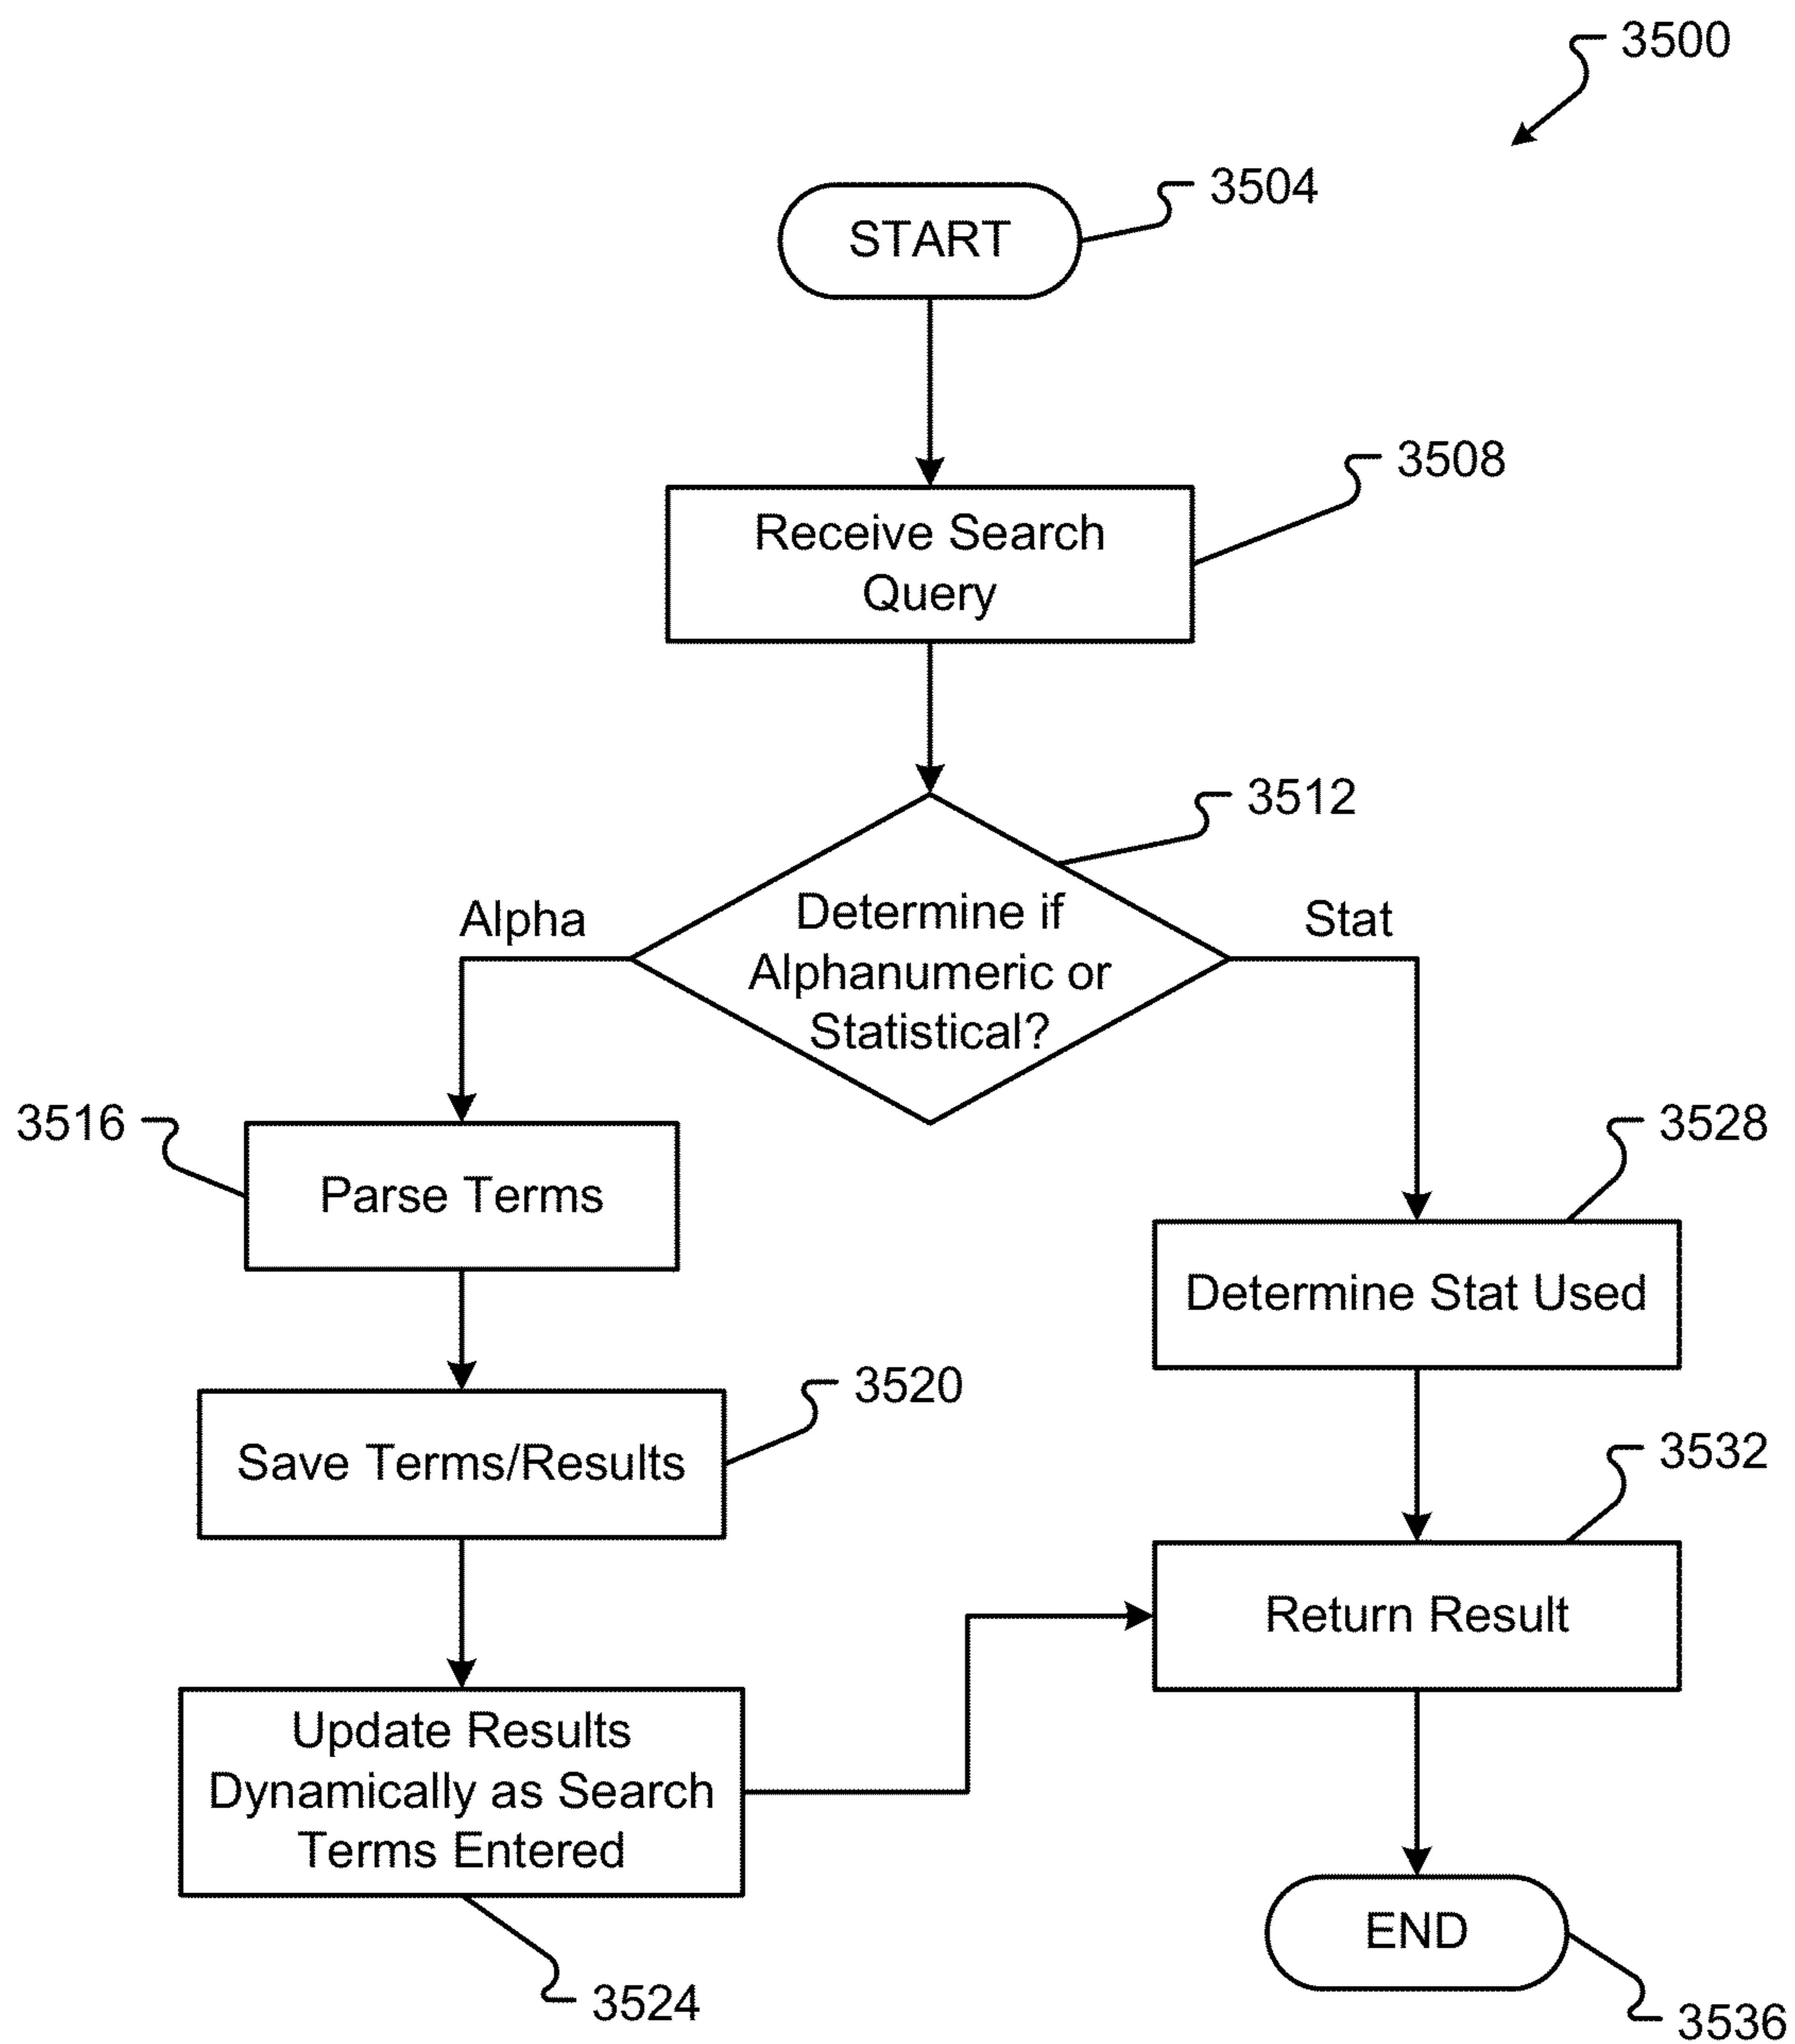 3500
3504
START
3508
Receive Search
Query
3512
Alpha
Stat
Determine if
Alphanumeric or
Statistical?
3516
Parse Terms
3528
Determine Stat Used
3520
Save Terms/Results
3532
Return Result
Update Results
Dynamically as Search
Terms Entered
3524
END
3536